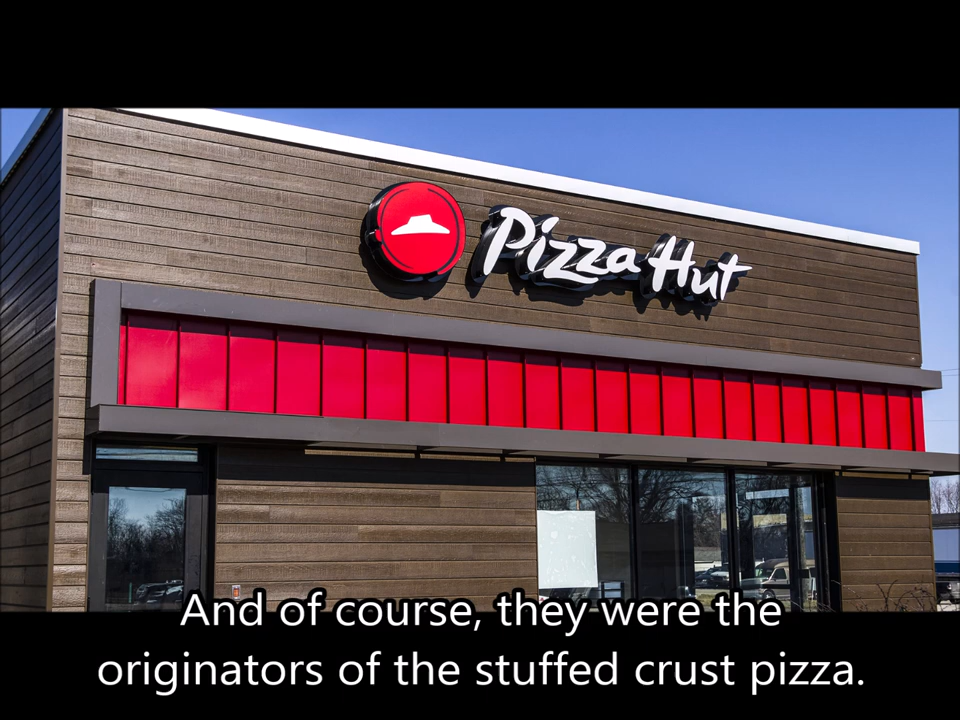 Pizza Hut
And of course, they were the
originators of the stuffed crust pizza.